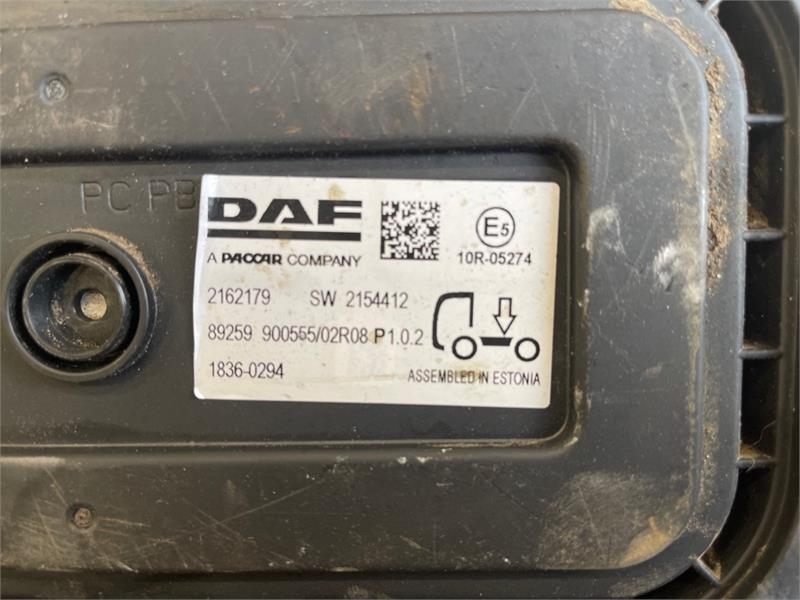 PC PB
DAF
A PACCAR COMPANY
E5
10R-05274
2162179 SW 2154412
89259 900555/02R08 P1.0.2
1836-0294
ASSEMBLED IN ESTONIA